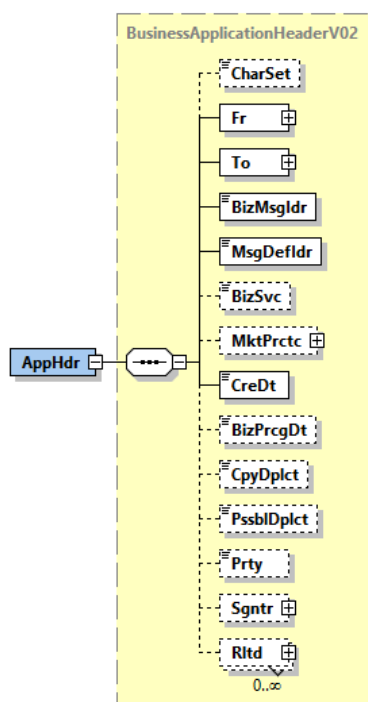 BusinessApplicationHeaderV02
CharSet
Fr
To
BizMsgIdr
MsgDefIdr
BizSvc
MktPrctc
AppHdr
CreDt
BizPrcgDt
CpyDplct
PssblDplct
Prty
Sgntr
Rltd
0..∞